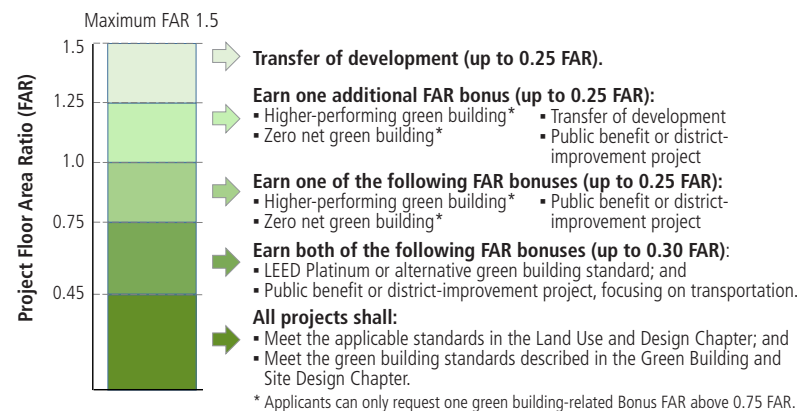 Maximum FAR 1.5
Project Floor Area Ratio (FAR)
1.5
1.25
1.0
0.75
0.45
Transfer of development (up to 0.25 FAR).
Earn one additional FAR bonus (up to 0.25 FAR):
▪ Higher-performing green building*
▪ Zero net green building*
▪ Transfer of development
▪ Public benefit or district-
improvement project
Earn one of the following FAR bonuses (up to 0.25 FAR):
▪ Higher-performing green building*
▪ Zero net green building*
▪ Public benefit or district-
improvement project
Earn both of the following FAR bonuses (up to 0.30 FAR):
▪ LEED Platinum or alternative green building standard; and
▪ Public benefit or district-improvement project, focusing on transportation.
All projects shall:
▪ Meet the applicable standards in the Land Use and Design Chapter; and
▪ Meet the green building standards described in the Green Building and
Site Design Chapter.
* Applicants can only request one green building-related Bonus FAR above 0.75 FAR.